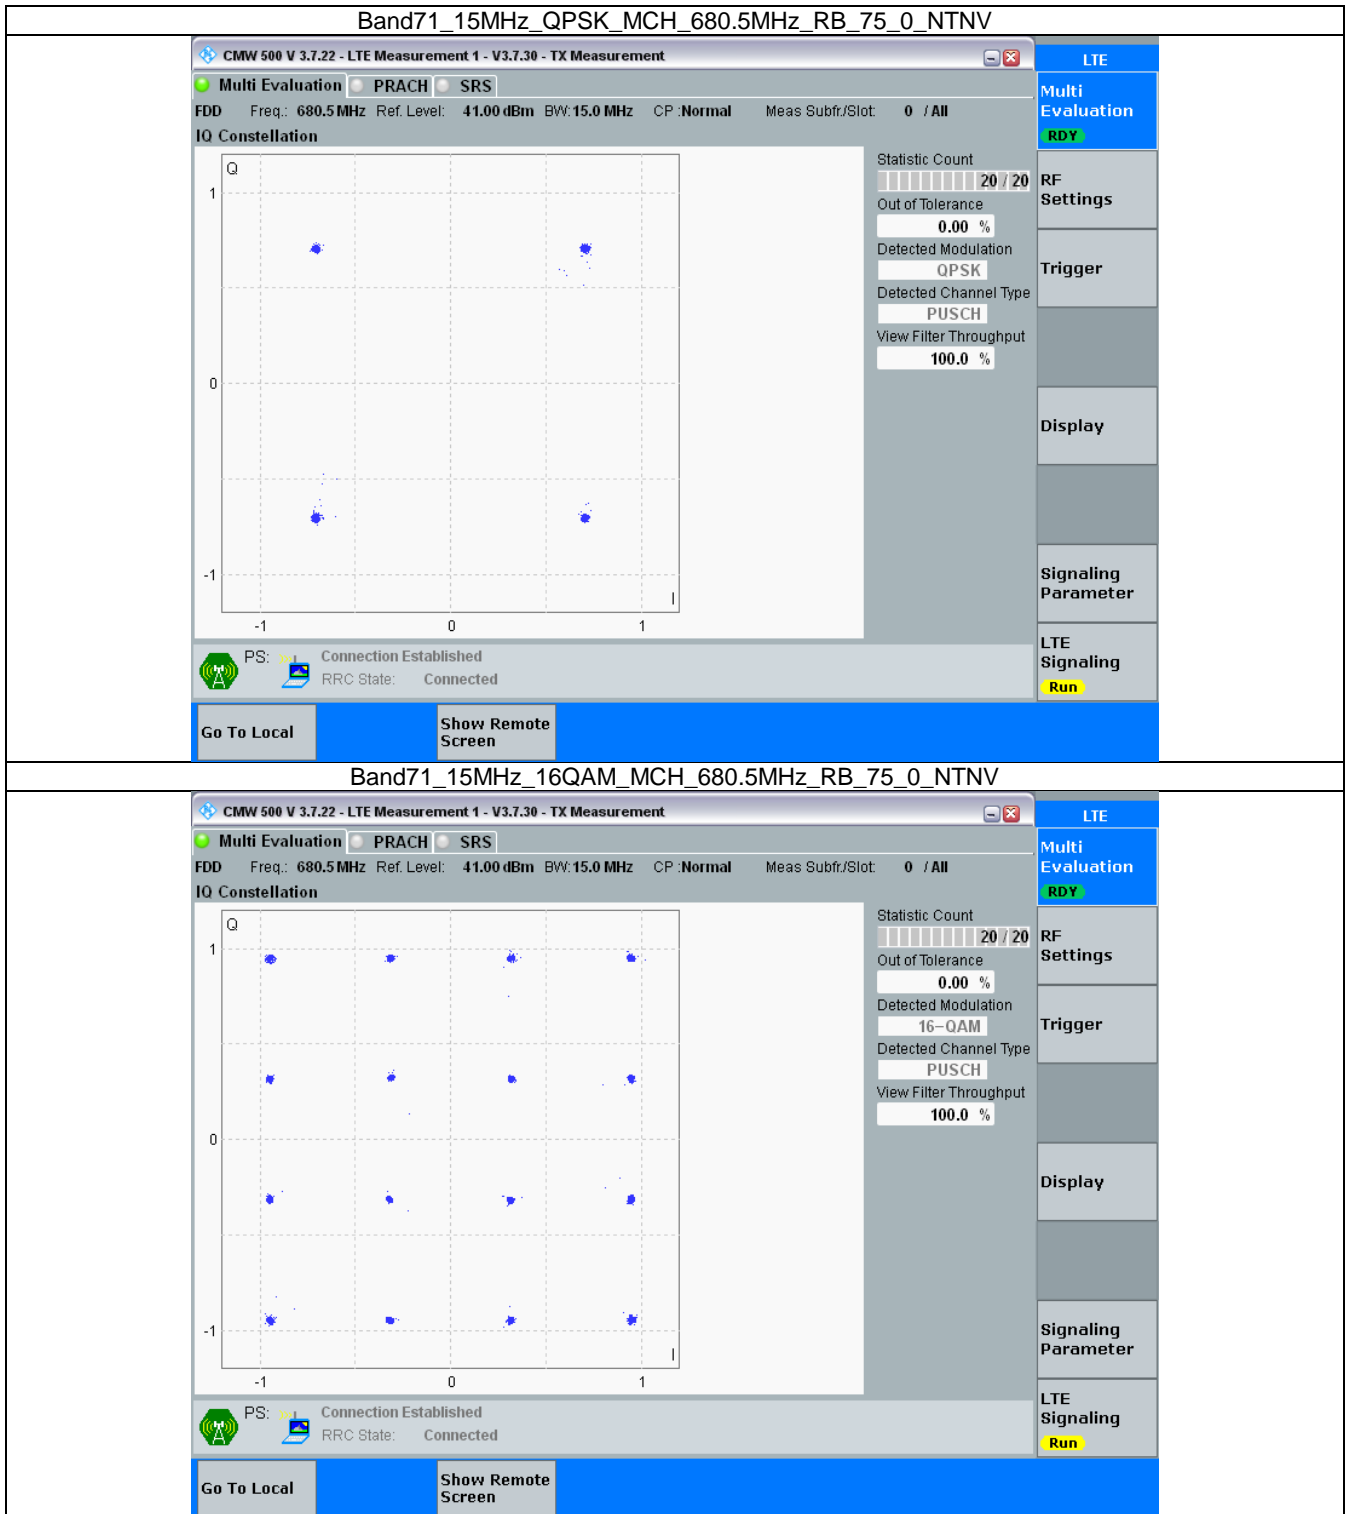 Band71_15MHz_QPSK_MCH_680.5MHz_RB_75_0_NTNV
CMW 500 V 3.7.22 - LTE Measurement 1 - V3.7.30 - TX Measurement
LTE
Multi Evaluation PRACH SRS
Multi
Evaluation
RDY
FDD Freq.: 680.5 MHz Ref. Level: 41.00 dBm BW: 15.0 MHz CP :Normal Meas Subfr./Slot: 0 / All
IQ Constellation
Q
1
0
-1
I
-1 0 1
Statistic Count
20 / 20
Out of Tolerance
0.00 %
Detected Modulation
QPSK
Detected Channel Type
PUSCH
View Filter Throughput
100.0 %
RF
Settings
Trigger
Display
Signaling
Parameter
LTE
Signaling
Run
PS: Connection Established
RRC State: Connected
Go To Local
Show Remote
Screen
Band71_15MHz_16QAM_MCH_680.5MHz_RB_75_0_NTNV
CMW 500 V 3.7.22 - LTE Measurement 1 - V3.7.30 - TX Measurement
LTE
Multi Evaluation PRACH SRS
Multi
Evaluation
RDY
FDD Freq.: 680.5 MHz Ref. Level: 41.00 dBm BW: 15.0 MHz CP :Normal Meas Subfr./Slot: 0 / All
IQ Constellation
Q
1
0
-1
I
-1 0 1
Statistic Count
20 / 20
Out of Tolerance
0.00 %
Detected Modulation
16-QAM
Detected Channel Type
PUSCH
View Filter Throughput
100.0 %
RF
Settings
Trigger
Display
Signaling
Parameter
LTE
Signaling
Run
PS: Connection Established
RRC State: Connected
Go To Local
Show Remote
Screen